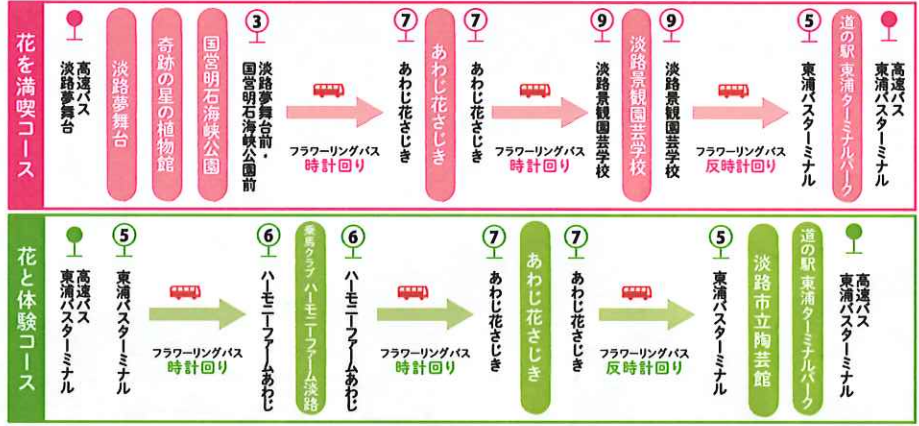 花を満喫コース
高速バス
淡路夢舞台
淡路夢舞台
奇跡の星の植物館
国営明石海峡公園
③
淡路夢舞台前・
国営明石海峡公園前
フラワーリングバス
時計回り
⑦
あわじ花さじき
あわじ花さじき
⑦
あわじ花さじき
フラワーリングバス
時計回り
⑨
淡路景観園芸学校
淡路景観園芸学校
⑨
淡路景観園芸学校
フラワーリングバス
反時計回り
⑤
東浦バスターミナル
道の駅 東浦ターミナルパーク
高速バス
東浦バスターミナル
花と体験コース
高速バス
東浦バスターミナル
⑤
東浦バスターミナル
フラワーリングバス
時計回り
⑥
ハーモニーファームあわじ
乗馬クラブ ハーモニーファーム淡路
⑥
ハーモニーファームあわじ
フラワーリングバス
時計回り
⑦
あわじ花さじき
あわじ花さじき
⑦
あわじ花さじき
フラワーリングバス
反時計回り
⑤
東浦バスターミナル
淡路市立陶芸館
道の駅 東浦ターミナルパーク
高速バス
東浦バスターミナル